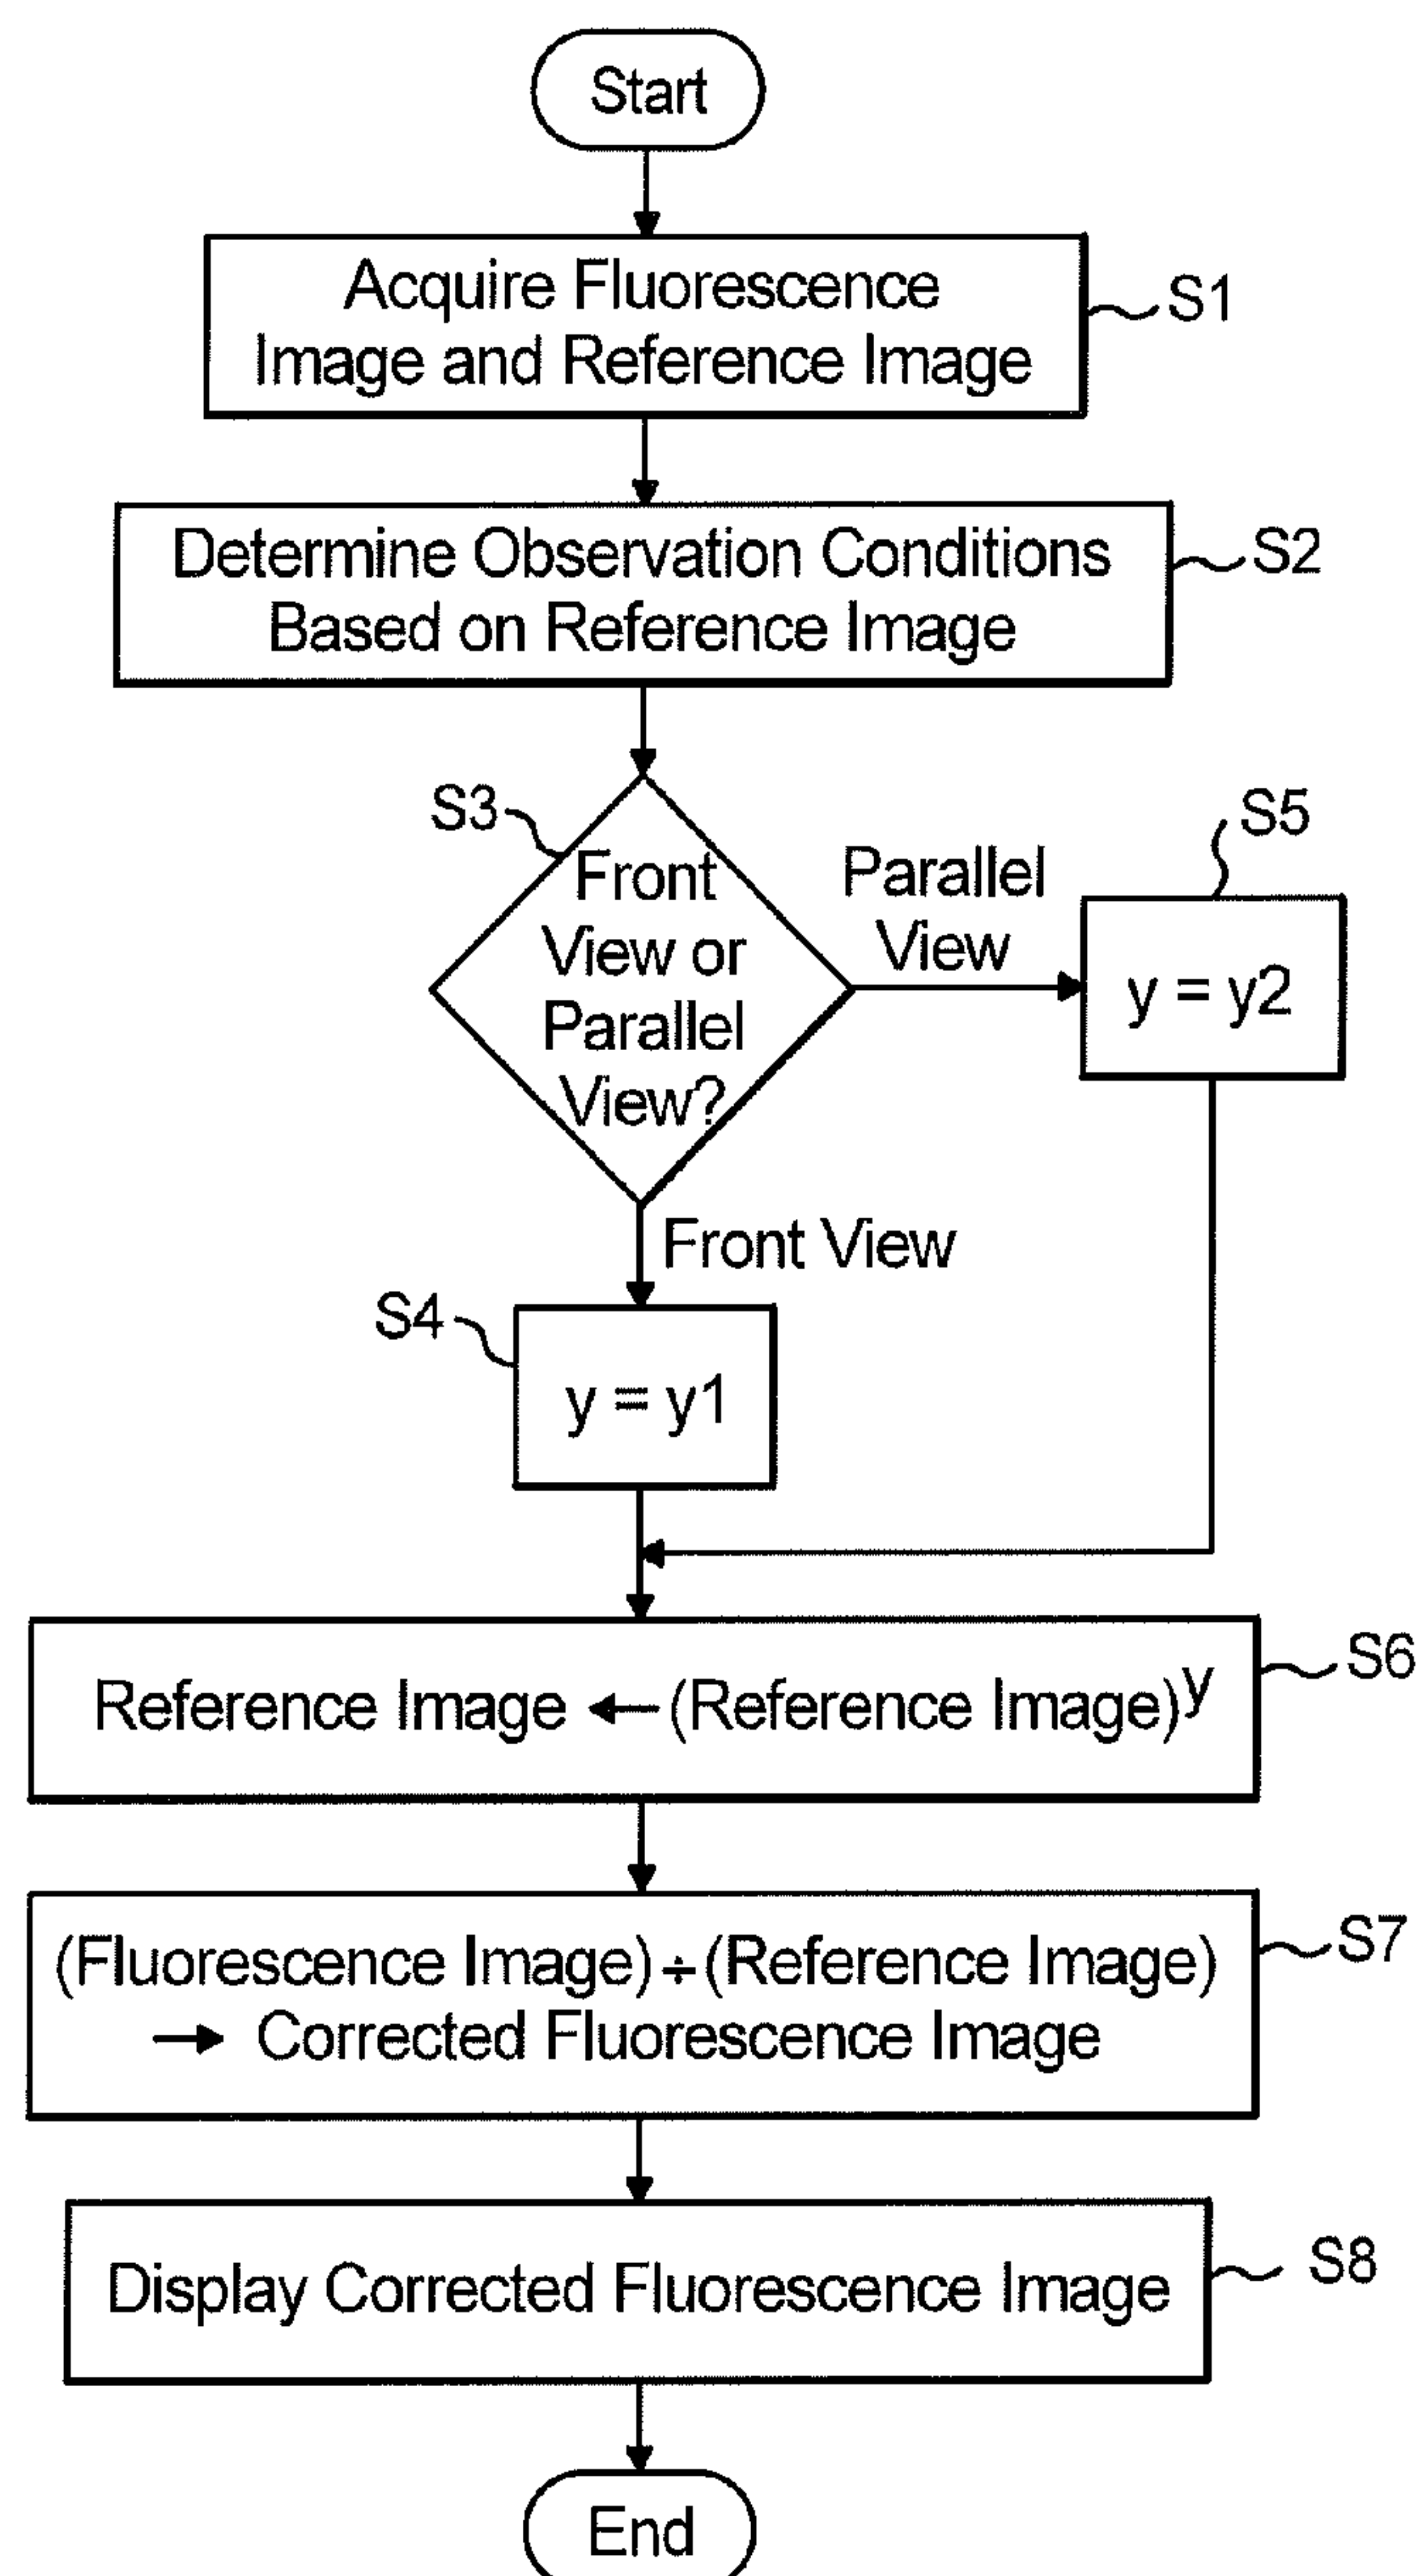 Start
Acquire Fluorescence
Image and Reference Image
S1
Determine Observation Conditions
Based on Reference Image
S2
S3
Front
View or
Parallel
View?
Parallel
View
S5
y = y2
Front View
S4
y = y1
Reference Image ← (Reference Image)^y
S6
(Fluorescence Image) ÷ (Reference Image)
→ Corrected Fluorescence Image
S7
Display Corrected Fluorescence Image
S8
End